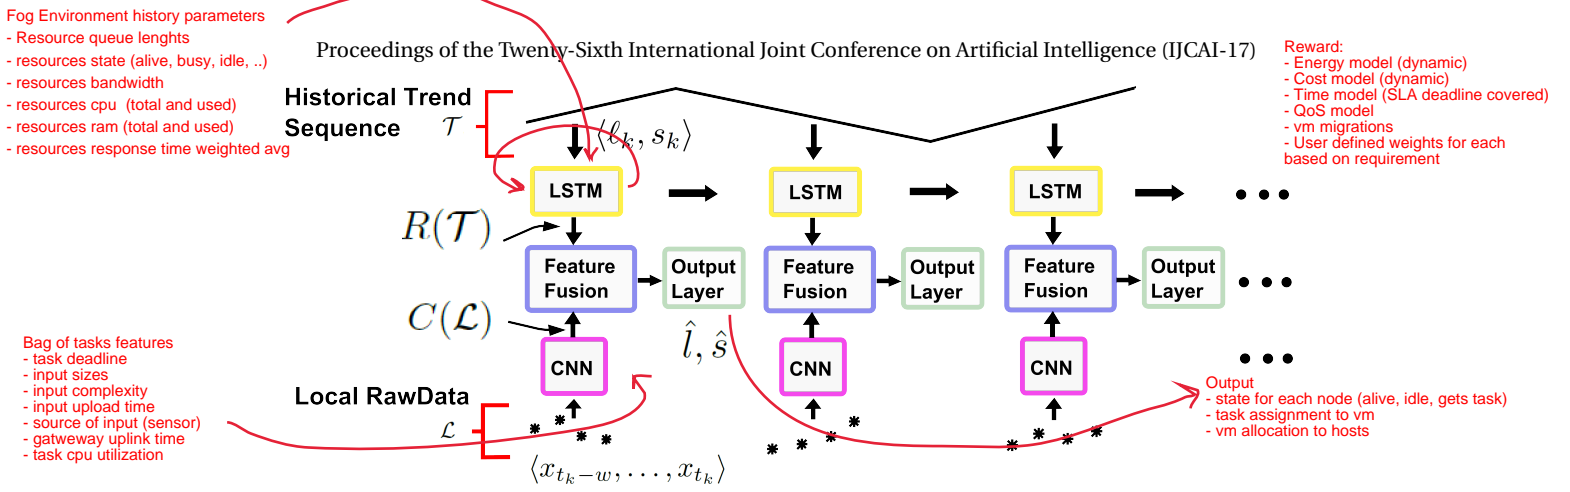 Fog Environment history parameters
- Resource queue lenghts
- resources state (alive, busy, idle, ..)
- resources bandwidth
- resources cpu (total and used)
- resources ram (total and used)
- resources response time weighted avg
Proceedings of the Twenty-Sixth International Joint Conference on Artificial Intelligence (IJCAI-17)
Reward:
- Energy model (dynamic)
- Cost model (dynamic)
- Time model (SLA deadline covered)
- QoS model
- vm migrations
- User defined weights for each
based on requirement
Historical Trend
Sequence 𝒯
⟨ℓ_k, s_k⟩
LSTM
LSTM
LSTM
R(𝒯)
Feature
Fusion
Output
Layer
Feature
Fusion
Output
Layer
Feature
Fusion
Output
Layer
C(ℒ)
l̂, ŝ
CNN
CNN
CNN
Bag of tasks features
- task deadline
- input sizes
- input complexity
- input upload time
- source of input (sensor)
- gatweway uplink time
- task cpu utilization
Local RawData
ℒ
⟨x_{t_k−w}, . . . , x_{t_k}⟩
Output
- state for each node (alive, idle, gets task)
- task assignment to vm
- vm allocation to hosts